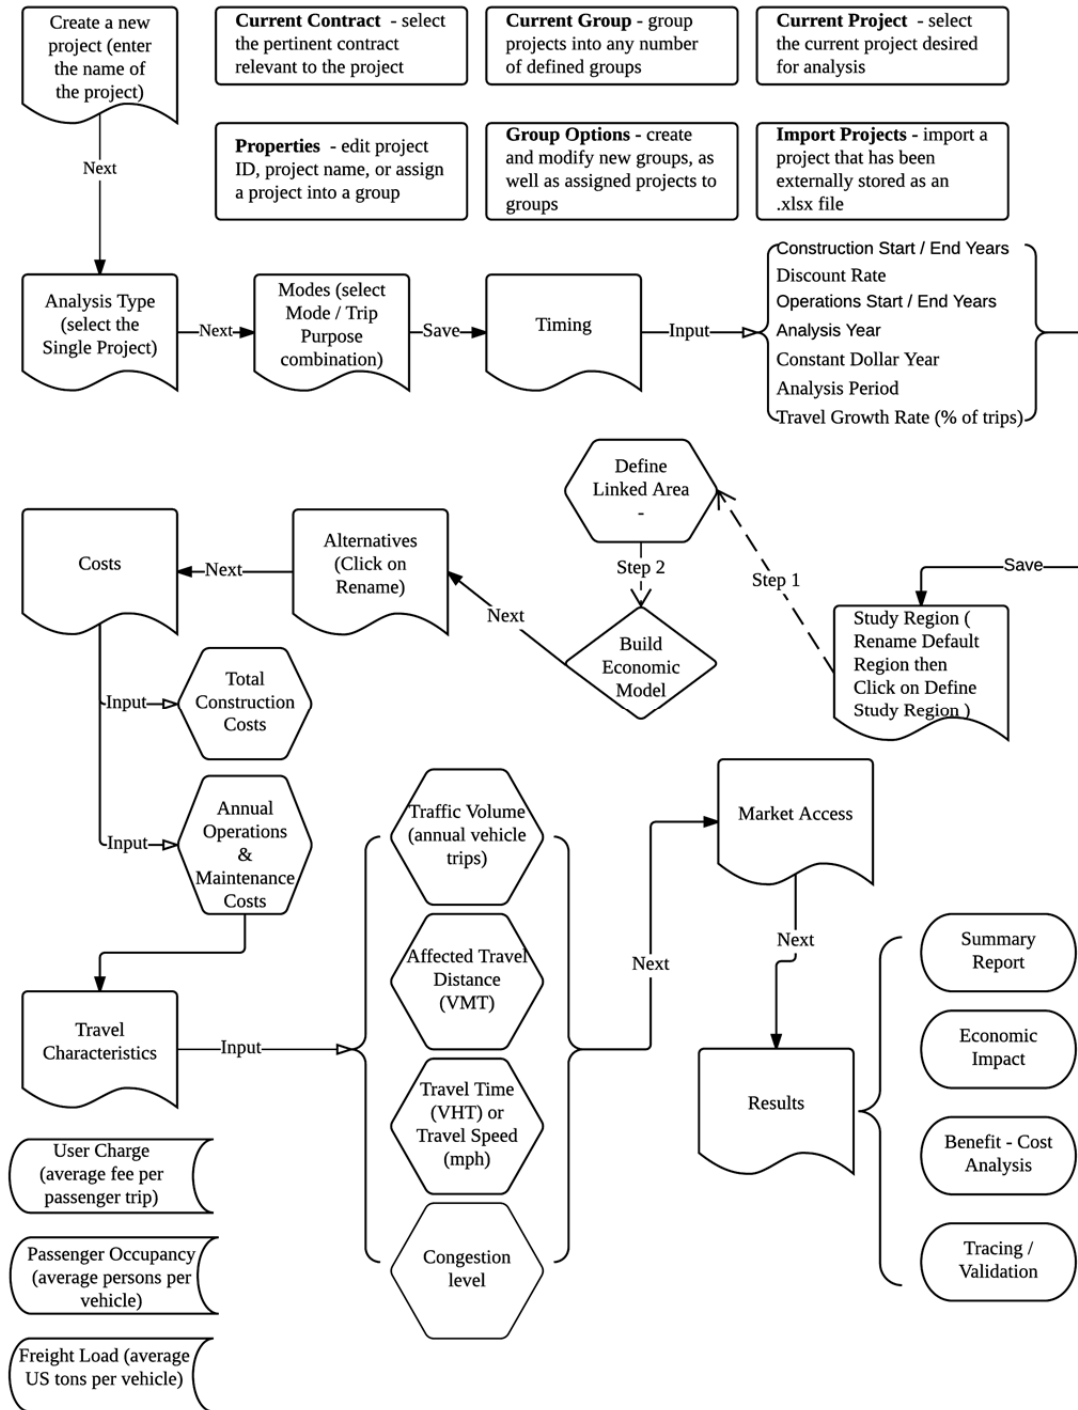 Create a new
project (enter
the name of
the project)
Current Contract - select
the pertinent contract
relevant to the project
Current Group - group
projects into any number
of defined groups
Current Project - select
the current project desired
for analysis
Properties - edit project
ID, project name, or assign
a project into a group
Group Options - create
and modify new groups, as
well as assigned projects to
groups
Import Projects - import a
project that has been
externally stored as an
.xlsx file
Next
Analysis Type
(select the
Single Project)
Next
Modes (select
Mode / Trip
Purpose
combination)
Save
Timing
Input
Construction Start / End Years
Discount Rate
Operations Start / End Years
Analysis Year
Constant Dollar Year
Analysis Period
Travel Growth Rate (% of trips)
Save
Study Region (
Rename Default
Region then
Click on Define
Study Region )
Step 1
Define
Linked Area
-
Step 2
Build
Economic
Model
Next
Alternatives
(Click on
Rename)
Next
Costs
Input
Total
Construction
Costs
Input
Annual
Operations
&
Maintenance
Costs
Travel
Characteristics
Input
Traffic Volume
(annual vehicle
trips)
Affected Travel
Distance
(VMT)
Travel Time
(VHT) or
Travel Speed
(mph)
Congestion
level
Next
Market Access
Next
Results
Summary
Report
Economic
Impact
Benefit - Cost
Analysis
Tracing /
Validation
User Charge
(average fee per
passenger trip)
Passenger Occupancy
(average persons per
vehicle)
Freight Load (average
US tons per vehicle)